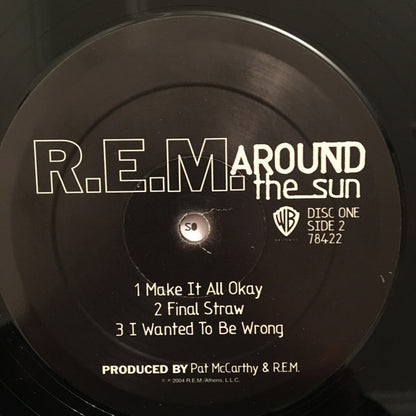 R.E.M. AROUND
the sun
WB
DISC ONE
SIDE 2
78422
1 Make It All Okay
2 Final Straw
3 I Wanted To Be Wrong
PRODUCED BY Pat McCarthy & R.E.M.
℗ © 2004 R.E.M./Athens, L.L.C.